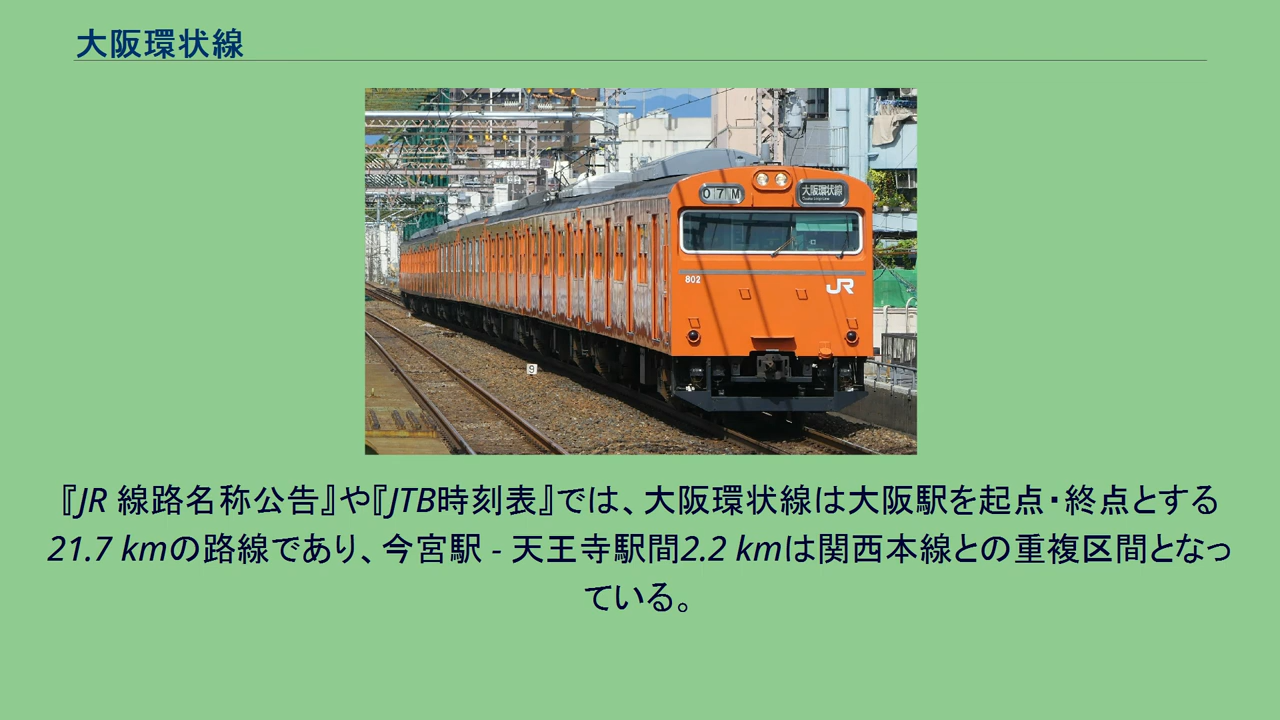 大阪環状線
O07M 大阪環状線
802
JR
9
『JR 線路名称公告』や『JTB時刻表』では、大阪環状線は大阪駅を起点・終点とする
21.7 kmの路線であり、今宮駅 - 天王寺駅間2.2 kmは関西本線との重複区間となっ
ている。